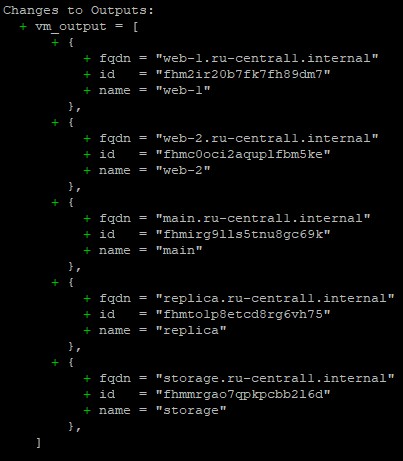 Changes to Outputs:
  + vm_output = [
      + {
          + fqdn = "web-1.ru-central1.internal"
          + id   = "fhm2ir20b7fk7fh89dm7"
          + name = "web-1"
        },
      + {
          + fqdn = "web-2.ru-central1.internal"
          + id   = "fhmc0oci2aquplfbm5ke"
          + name = "web-2"
        },
      + {
          + fqdn = "main.ru-central1.internal"
          + id   = "fhmirg9lls5tnu8gc69k"
          + name = "main"
        },
      + {
          + fqdn = "replica.ru-central1.internal"
          + id   = "fhmto1p8etcd8rg6vh75"
          + name = "replica"
        },
      + {
          + fqdn = "storage.ru-central1.internal"
          + id   = "fhmmrgao7qpkpcbb2l6d"
          + name = "storage"
        },
    ]